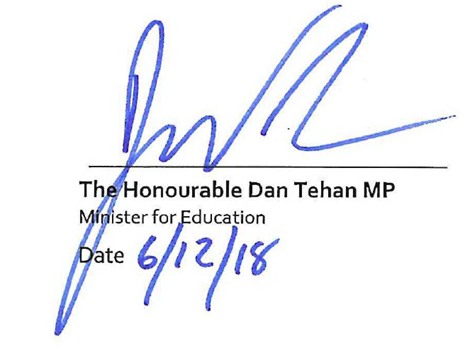 The Honourable Dan Tehan MP
Minister for Education
Date 6/12/18